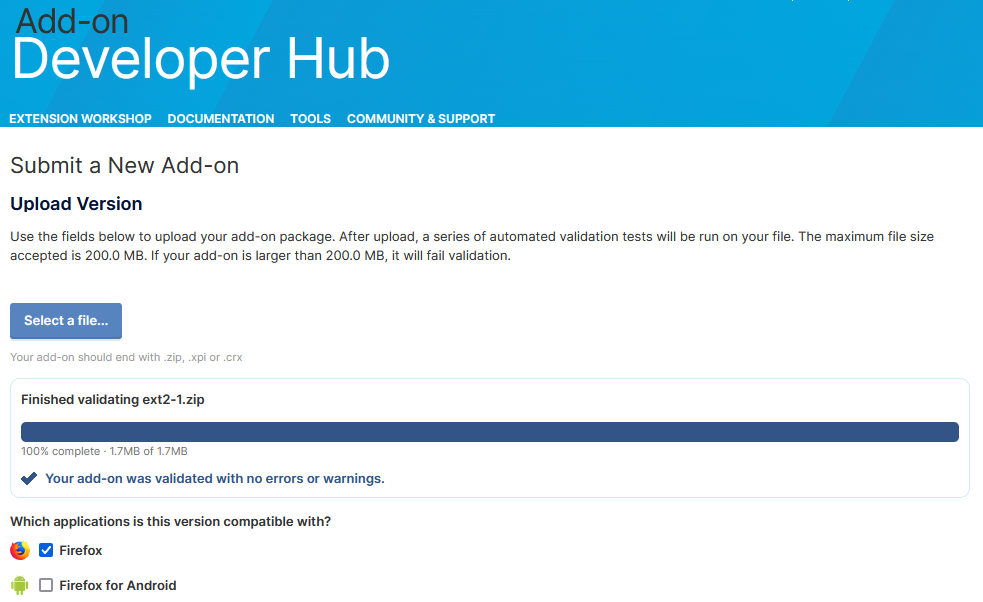 Add-on
Developer Hub
EXTENSION WORKSHOP DOCUMENTATION TOOLS COMMUNITY & SUPPORT
Submit a New Add-on
Upload Version
Use the fields below to upload your add-on package. After upload, a series of automated validation tests will be run on your file. The maximum file size
accepted is 200.0 MB. If your add-on is larger than 200.0 MB, it will fail validation.
Select a file...
Your add-on should end with .zip, .xpi or .crx
Finished validating ext2-1.zip
100% complete · 1.7MB of 1.7MB
Your add-on was validated with no errors or warnings.
Which applications is this version compatible with?
Firefox
Firefox for Android